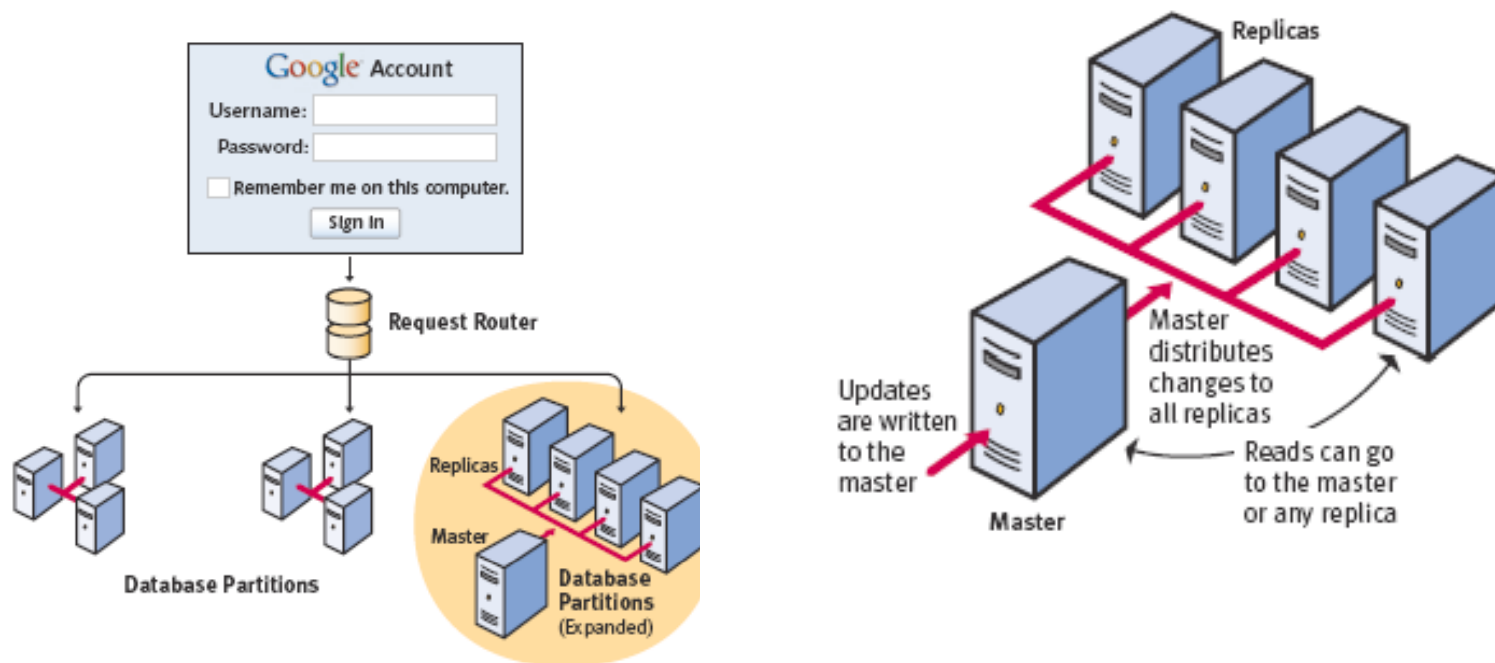 Google Account
Username:
Password:
Remember me on this computer.
Sign in
Request Router
Replicas
Master
Database Partitions
Database
Partitions
(Expanded)
Replicas
Master
distributes
changes to
all replicas
Updates
are written
to the
master
Reads can go
to the master
or any replica
Master